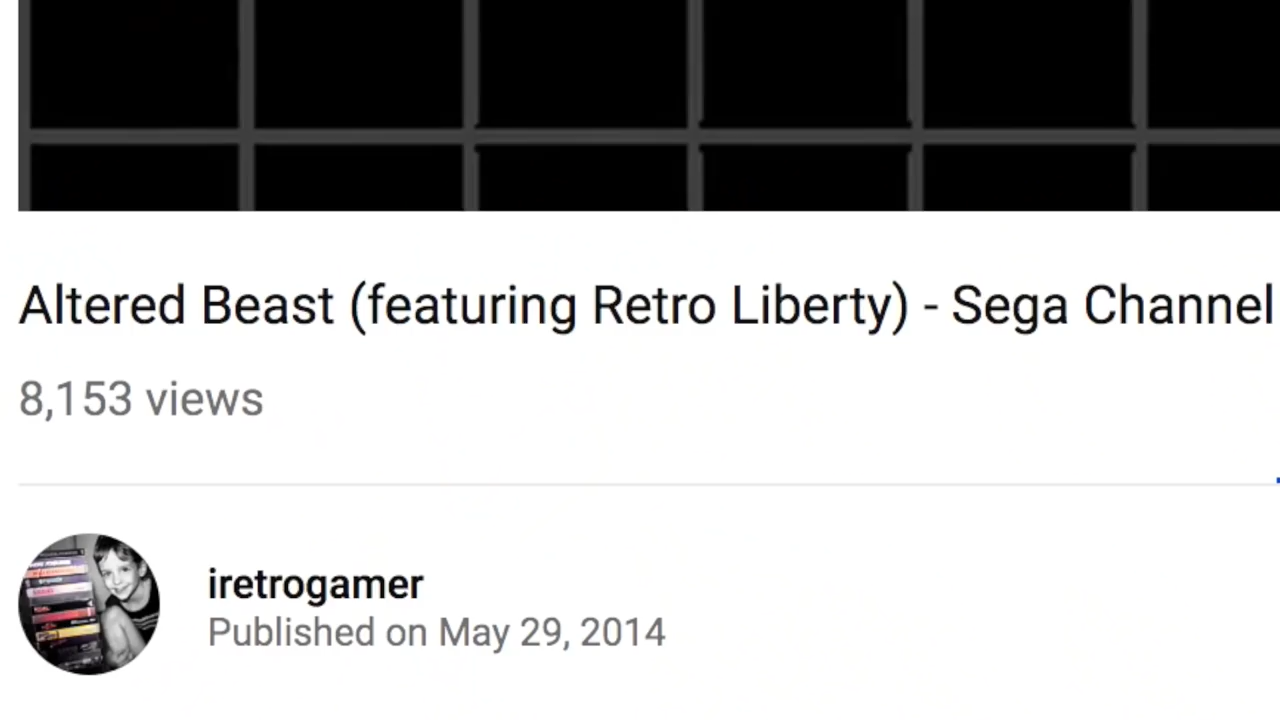 Altered Beast (featuring Retro Liberty) - Sega Channel
8,153 views
iretrogamer
Published on May 29, 2014